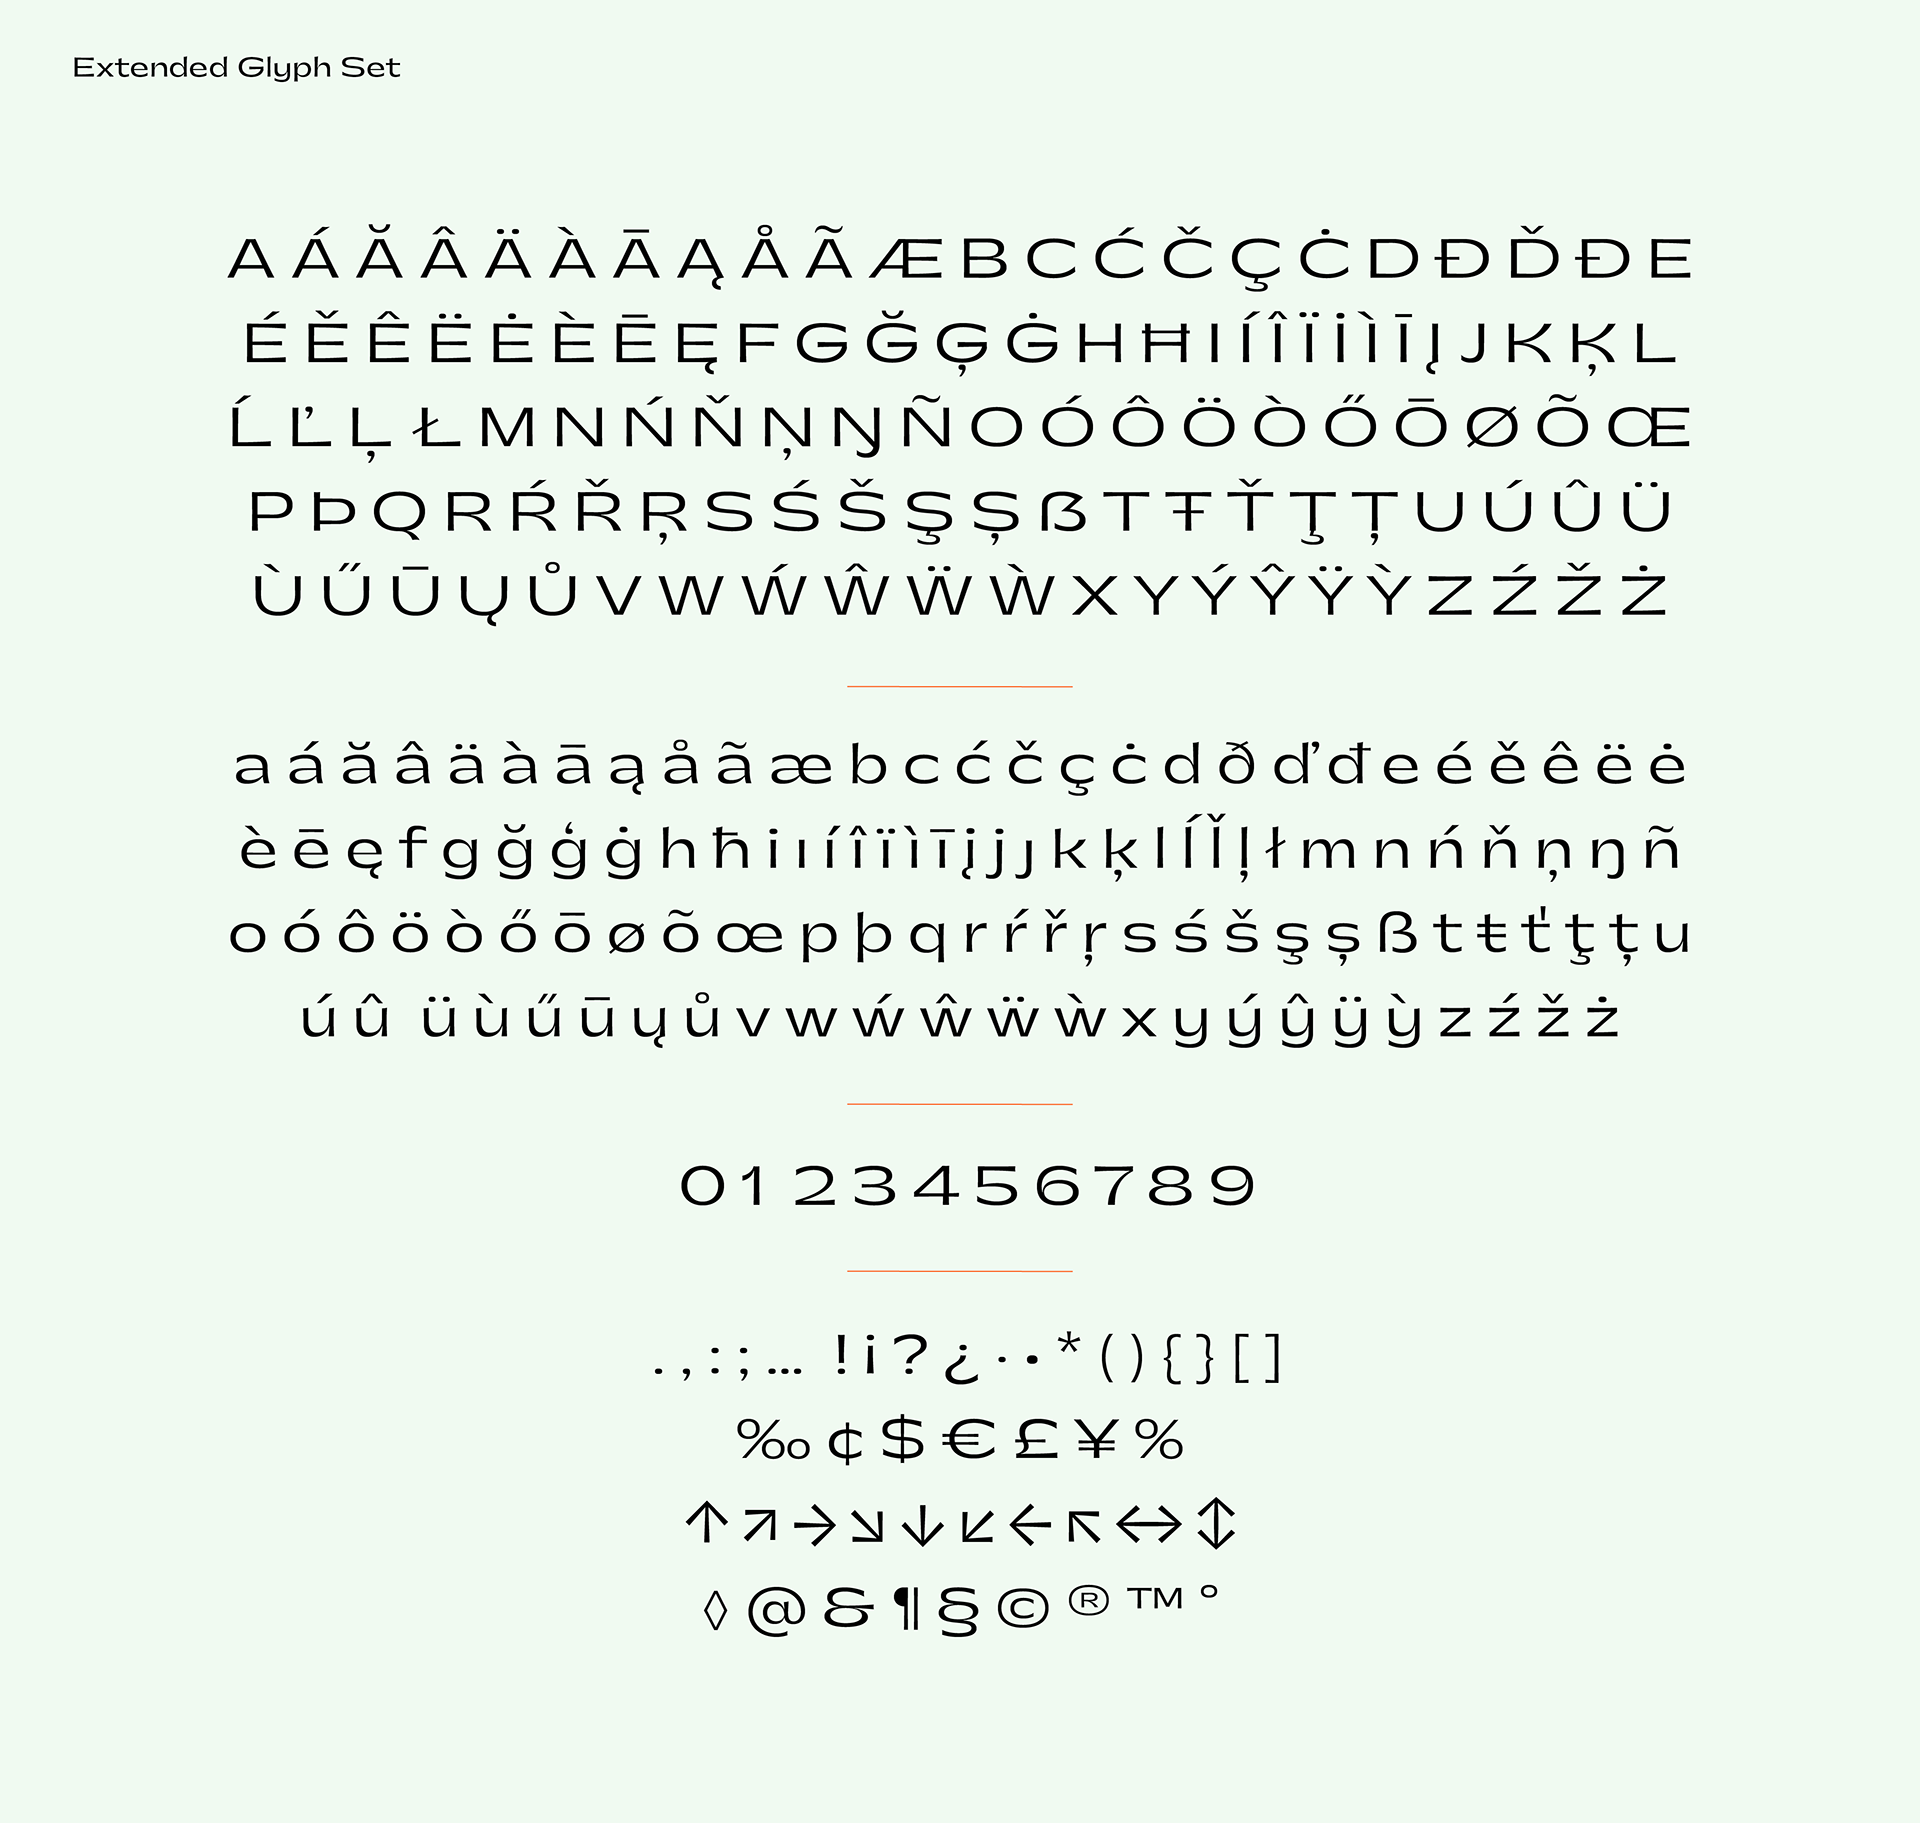 Extended Glyph Set
A Á Ă Â Ä À Ā Ą Å Ã Æ B C Ć Č Ç Ċ D Đ Ď Đ E
É Ě Ê Ë Ė È Ē Ę F G Ğ Ģ Ġ H Ħ I Í Î Ï İ Ì Ī Į J K Ķ L
Ĺ Ľ Ļ Ł M N Ń Ň Ņ Ŋ Ñ O Ó Ô Ö Ò Ő Ō Ø Õ Œ
P Þ Q R Ŕ Ř Ŗ S Ś Š Ş Ș ẞ T Ŧ Ť Ţ Ț U Ú Û Ü
Ù Ű Ū Ų Ů V W Ẃ Ŵ Ẅ Ẁ X Y Ý Ŷ Ÿ Ỳ Z Ź Ž Ż
a á ă â ä à ā ą å ã æ b c ć č ç ċ d ð ď đ e é ě ê ë ė
è ē ę f g ğ ģ ġ h ħ i ı í î ï ì ī į j ȷ k ķ l ĺ ǐ ļ ł m n ń ň ņ ŋ ñ
o ó ô ö ò ő ō ø õ œ p þ q r ŕ ř ŗ s ś š ş ș ß t ŧ ť ţ ț u
ú û ü ù ű ū ų ů v w ẃ ŵ ẅ ẁ x y ý ŷ ÿ ỳ z ź ž ż
0 1 2 3 4 5 6 7 8 9
. , : ; … ! ¡ ? ¿ · • * ( ) { } [ ]
‰ ¢ $ € £ ¥ %
↑ ↗ → ↘ ↓ ↙ ← ↖ ↔ ↕
◊ @ & ¶ § © ® ™ °